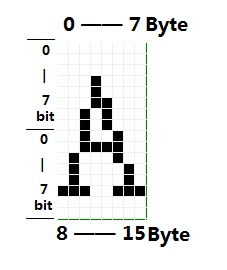 0 —— 7 Byte
0
|
7
bit
0
|
7
bit
8 —— 15 Byte